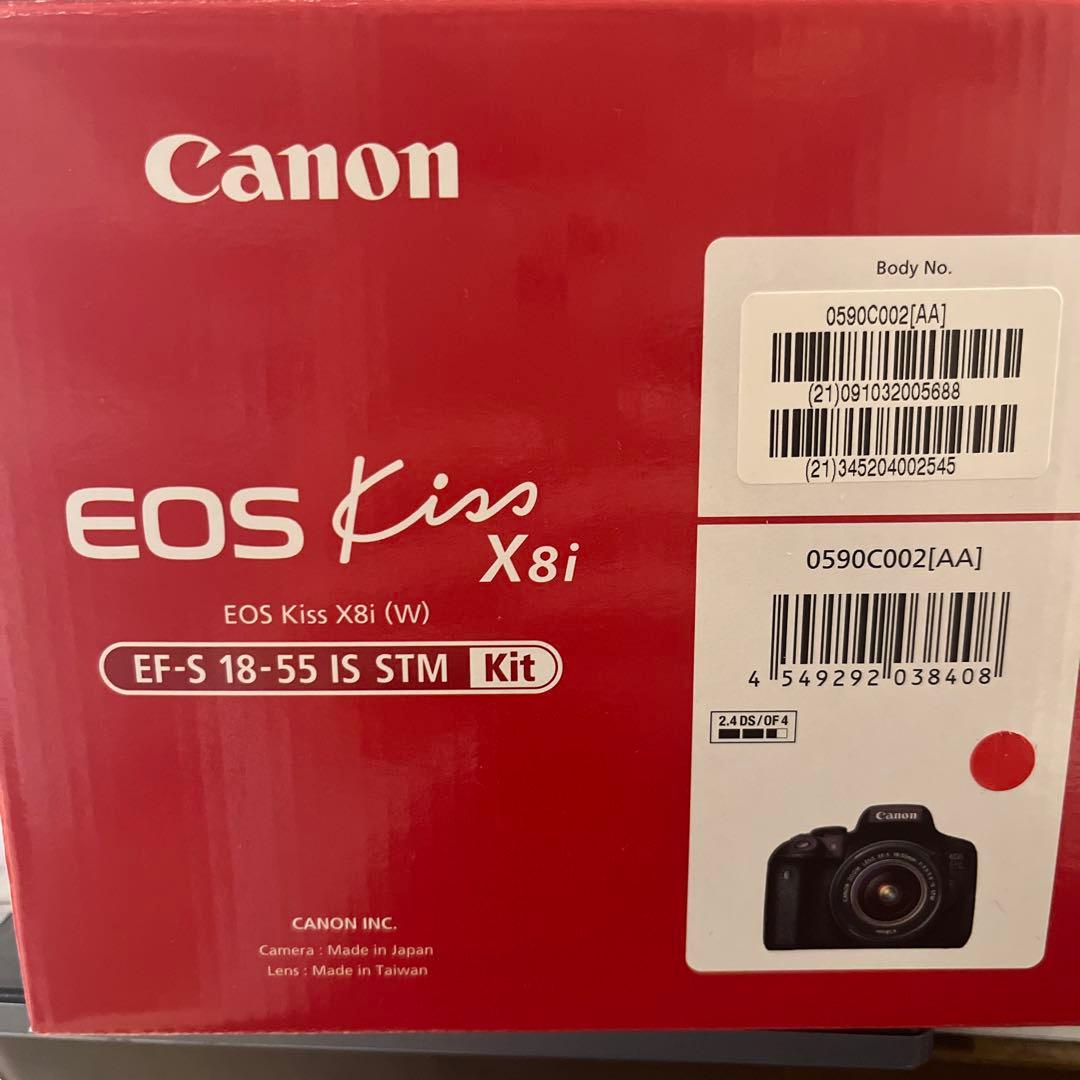 Canon
EOS Kiss
X8i
EOS Kiss X8i (W)
EF-S 18-55 IS STM Kit
CANON INC.
Camera : Made in Japan
Lens : Made in Taiwan
Body No.
0590C002[AA]
(21)091032005688
(21)345204002545
0590C002[AA]
4 549292 038408
2.4 DS/OF 4
Canon